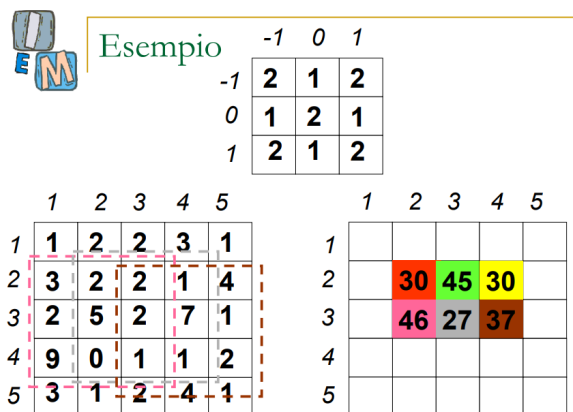 I
E M
Esempio
-1 0 1
-1 2 1 2
0 1 2 1
1 2 1 2
1 2 3 4 5
1 1 2 2 3 1
2 3 2 2 1 4
3 2 5 2 7 1
4 9 0 1 1 2
5 3 1 2 4 1
1 2 3 4 5
1
2 30 45 30
3 46 27 37
4
5